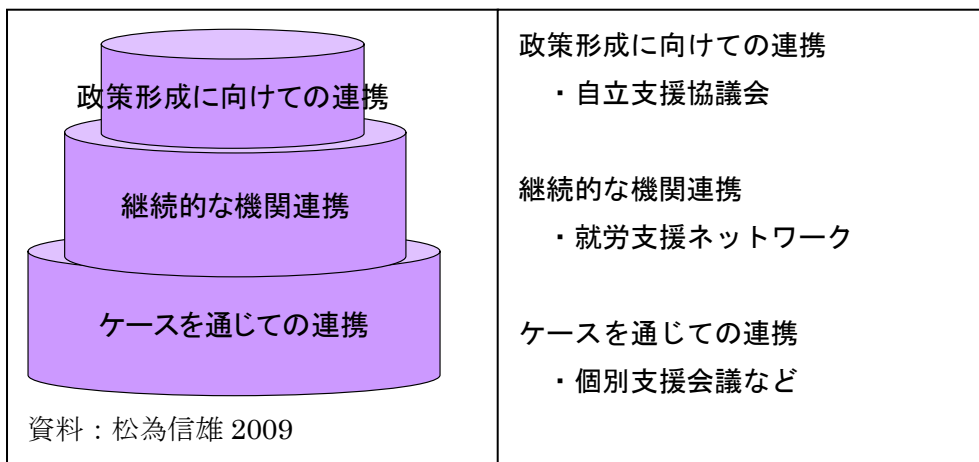 政策形成に向けての連携
継続的な機関連携
ケースを通じての連携
資料：松為信雄 2009
政策形成に向けての連携
・自立支援協議会
継続的な機関連携
・就労支援ネットワーク
ケースを通じての連携
・個別支援会議など